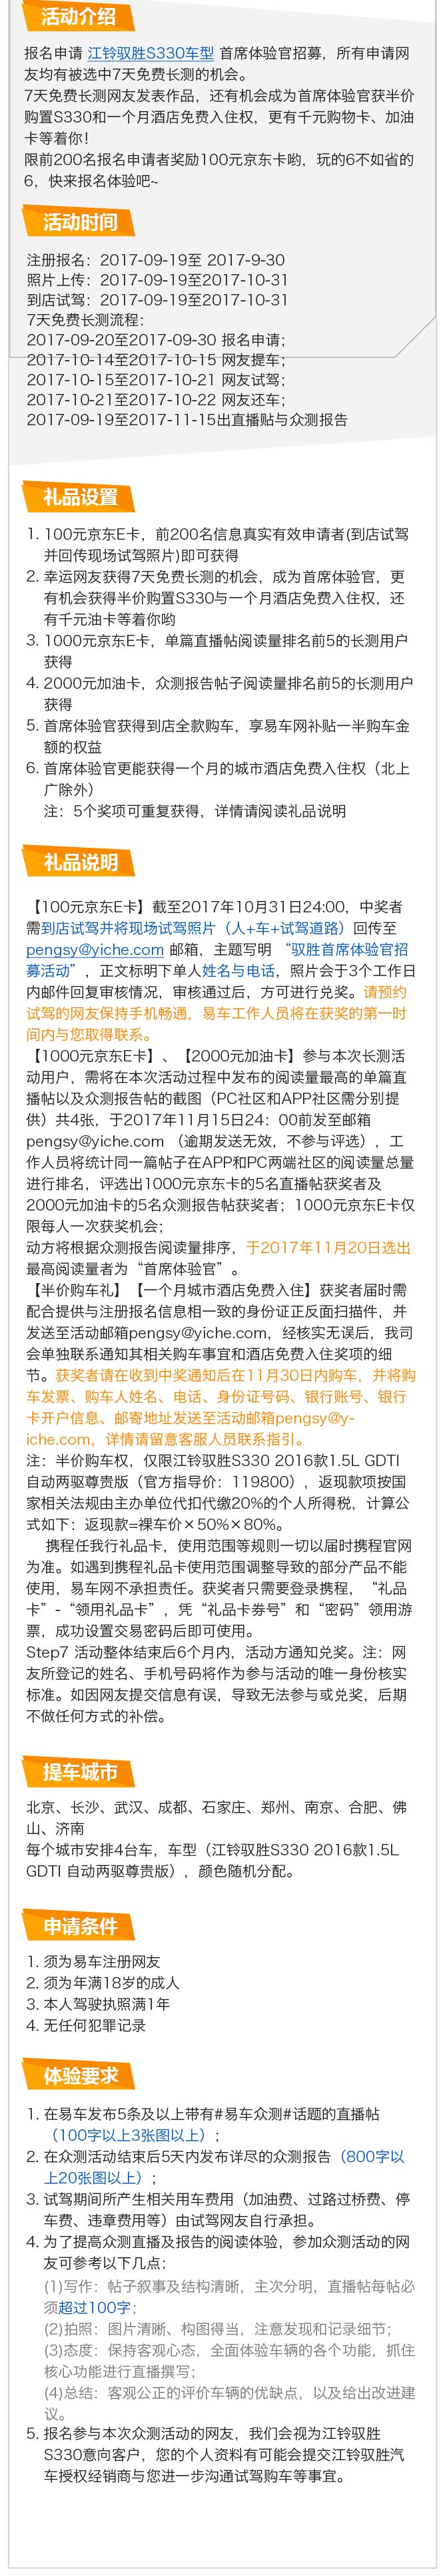 活动介绍
报名申请 江铃驭胜S330车型 首席体验官招募，所有申请网
友均有被选中7天免费长测的机会。
7天免费长测网友发表作品，还有机会成为首席体验官获半价
购置S330和一个月酒店免费入住权，更有千元购物卡、加油
卡等着你！
限前200名报名申请者奖励100元京东卡哟，玩的6不如省的
6，快来报名体验吧~
活动时间
注册报名：2017-09-19至 2017-9-30
照片上传：2017-09-19至2017-10-31
到店试驾：2017-09-19至2017-10-31
7天免费长测流程：
2017-09-20至2017-09-30 报名申请；
2017-10-14至2017-10-15 网友提车；
2017-10-15至2017-10-21 网友试驾；
2017-10-21至2017-10-22 网友还车；
2017-09-19至2017-11-15出直播贴与众测报告
礼品设置
1. 100元京东E卡，前200名信息真实有效申请者(到店试驾
并回传现场试驾照片)即可获得
2. 幸运网友获得7天免费长测的机会，成为首席体验官，更
有机会获得半价购置S330与一个月酒店免费入住权，还
有千元油卡等着你哟
3. 1000元京东E卡，单篇直播帖阅读量排名前5的长测用户
获得
4. 2000元加油卡，众测报告帖子阅读量排名前5的长测用户
获得
5. 首席体验官获得到店全款购车，享易车网补贴一半购车金
额的权益
6. 首席体验官更能获得一个月的城市酒店免费入住权（北上
广除外）
注：5个奖项可重复获得，详情请阅读礼品说明
礼品说明
【100元京东E卡】截至2017年10月31日24:00，中奖者
需到店试驾并将现场试驾照片（人+车+试驾道路）回传至
pengsy@yiche.com 邮箱，主题写明 “驭胜首席体验官招
募活动”，正文标明下单人姓名与电话，照片会于3个工作日
内邮件回复审核情况，审核通过后，方可进行兑奖。请预约
试驾的网友保持手机畅通，易车工作人员将在获奖的第一时
间内与您取得联系。
【1000元京东E卡】、【2000元加油卡】参与本次长测活
动用户，需将在本次活动过程中发布的阅读量最高的单篇直
播帖以及众测报告帖的截图（PC社区和APP社区需分别提
供）共4张，于2017年11月15日24：00前发至邮箱
pengsy@yiche.com （逾期发送无效，不参与评选），工
作人员将统计同一篇帖子在APP和PC两端社区的阅读量总量
进行排名，评选出1000元京东卡的5名直播帖获奖者及
2000元加油卡的5名众测报告帖获奖者；1000元京东E卡仅
限每人一次获奖机会；
动方将根据众测报告阅读量排序，于2017年11月20日选出
最高阅读量者为“首席体验官”。
【半价购车礼】【一个月城市酒店免费入住】获奖者届时需
配合提供与注册报名信息相一致的身份证正反面扫描件，并
发送至活动邮箱pengsy@yiche.com，经核实无误后，我司
会单独联系通知其相关购车事宜和酒店免费入住奖项的细
节。获奖者请在收到中奖通知后在11月30日内购车，并将购
车发票、购车人姓名、电话、身份证号码、银行账号、银行
卡开户信息、邮寄地址发送至活动邮箱pengsy@y-
iche.com，详情请留意客服人员联系指引。
注：半价购车权，仅限江铃驭胜S330 2016款1.5L GDTI
自动两驱尊贵版（官方指导价：119800），返现款项按国
家相关法规由主办单位代扣代缴20%的个人所得税，计算公
式如下：返现款=裸车价×50%×80%。
携程任我行礼品卡，使用范围等规则一切以届时携程官网
为准。如遇到携程礼品卡使用范围调整导致的部分产品不能
使用，易车网不承担责任。获奖者只需要登录携程，“礼品
卡”-“领用礼品卡”，凭“礼品卡劵号”和“密码”领用游
票，成功设置交易密码后即可使用。
Step7 活动整体结束后6个月内，活动方通知兑奖。注：网
友所登记的姓名、手机号码将作为参与活动的唯一身份核实
标准。如因网友提交信息有误，导致无法参与或兑奖，后期
不做任何方式的补偿。
提车城市
北京、长沙、武汉、成都、石家庄、郑州、南京、合肥、佛
山、济南
每个城市安排4台车，车型（江铃驭胜S330 2016款1.5L
GDTI 自动两驱尊贵版），颜色随机分配。
申请条件
1. 须为易车注册网友
2. 须为年满18岁的成人
3. 本人驾驶执照满1年
4. 无任何犯罪记录
体验要求
1. 在易车发布5条及以上带有#易车众测#话题的直播帖
（100字以上3张图以上）；
2. 在众测活动结束后5天内发布详尽的众测报告（800字以
上20张图以上）；
3. 试驾期间所产生相关用车费用（加油费、过路过桥费、停
车费、违章费用等）由试驾网友自行承担。
4. 为了提高众测直播及报告的阅读体验，参加众测活动的网
友可参考以下几点：
(1)写作：帖子叙事及结构清晰，主次分明，直播帖每帖必
须超过100字；
(2)拍照：图片清晰、构图得当，注意发现和记录细节；
(3)态度：保持客观心态，全面体验车辆的各个功能，抓住
核心功能进行直播撰写；
(4)总结：客观公正的评价车辆的优缺点，以及给出改进建
议。
5. 报名参与本次众测活动的网友，我们会视为江铃驭胜
S330意向客户，您的个人资料有可能会提交江铃驭胜汽
车授权经销商与您进一步沟通试驾购车等事宜。